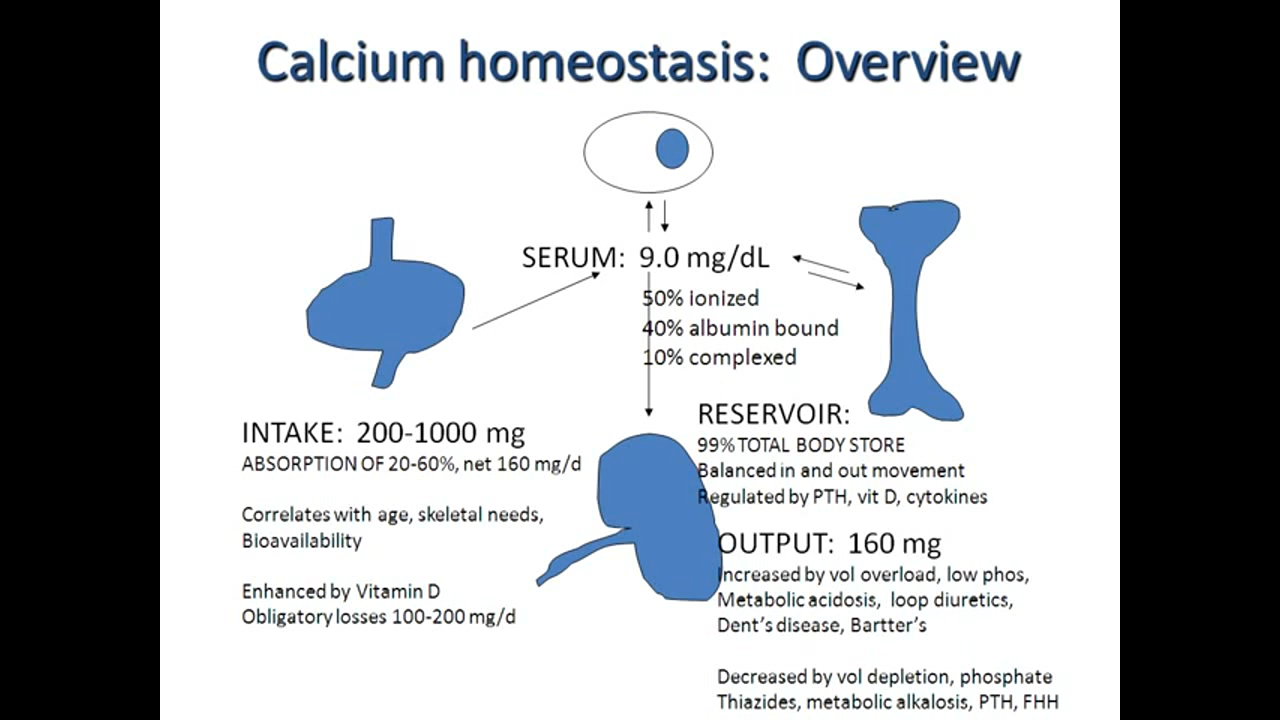 Calcium homeostasis: Overview
SERUM: 9.0 mg/dL
50% ionized
40% albumin bound
10% complexed
INTAKE: 200-1000 mg
ABSORPTION OF 20-60%, net 160 mg/d
Correlates with age, skeletal needs,
Bioavailability
Enhanced by Vitamin D
Obligatory losses 100-200 mg/d
RESERVOIR:
99% TOTAL BODY STORE
Balanced in and out movement
Regulated by PTH, vit D, cytokines
OUTPUT: 160 mg
Increased by vol overload, low phos,
Metabolic acidosis, loop diuretics,
Dent's disease, Bartter's
Decreased by vol depletion, phosphate
Thiazides, metabolic alkalosis, PTH, FHH